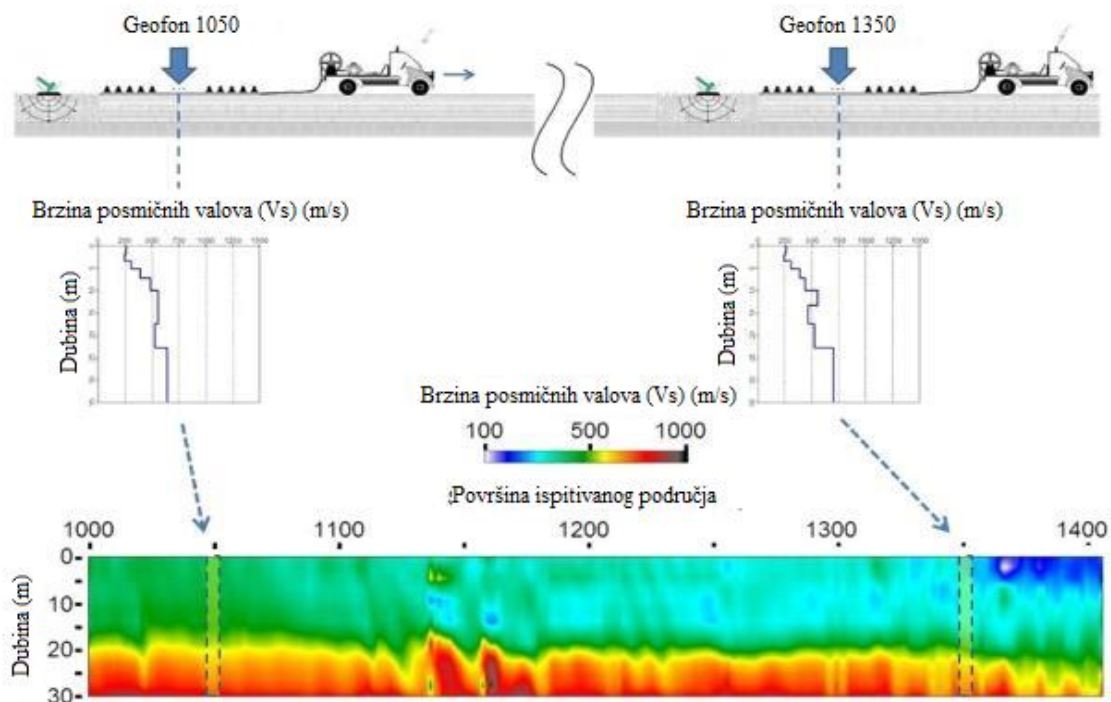 Geofon 1050
Geofon 1350
Brzina posmičnih valova (Vs) (m/s)
Brzina posmičnih valova (Vs) (m/s)
Dubina (m)
Dubina (m)
Brzina posmičnih valova (Vs) (m/s)
100 500 1000
Površina ispitivanog područja
1000 1100 1200 1300 1400
Dubina (m)
0
10
20
30